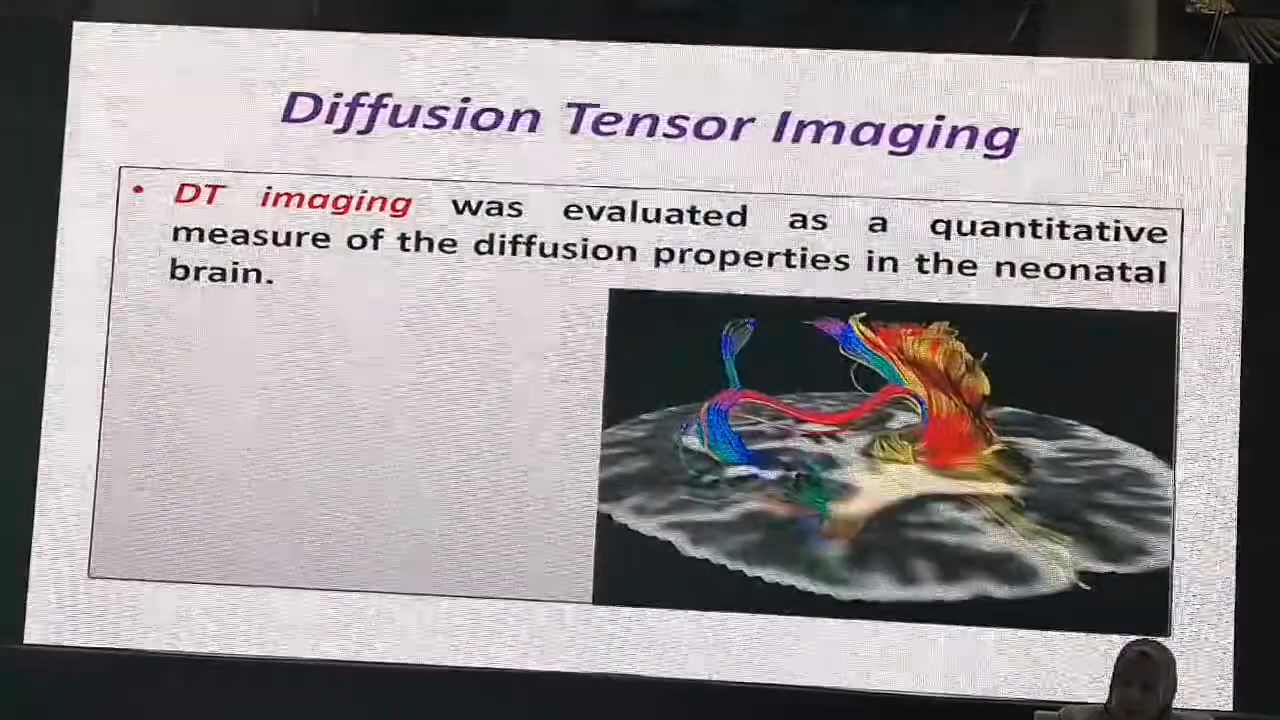 Diffusion Tensor Imaging
• DT imaging was evaluated as a quantitative
measure of the diffusion properties in the neonatal
brain.